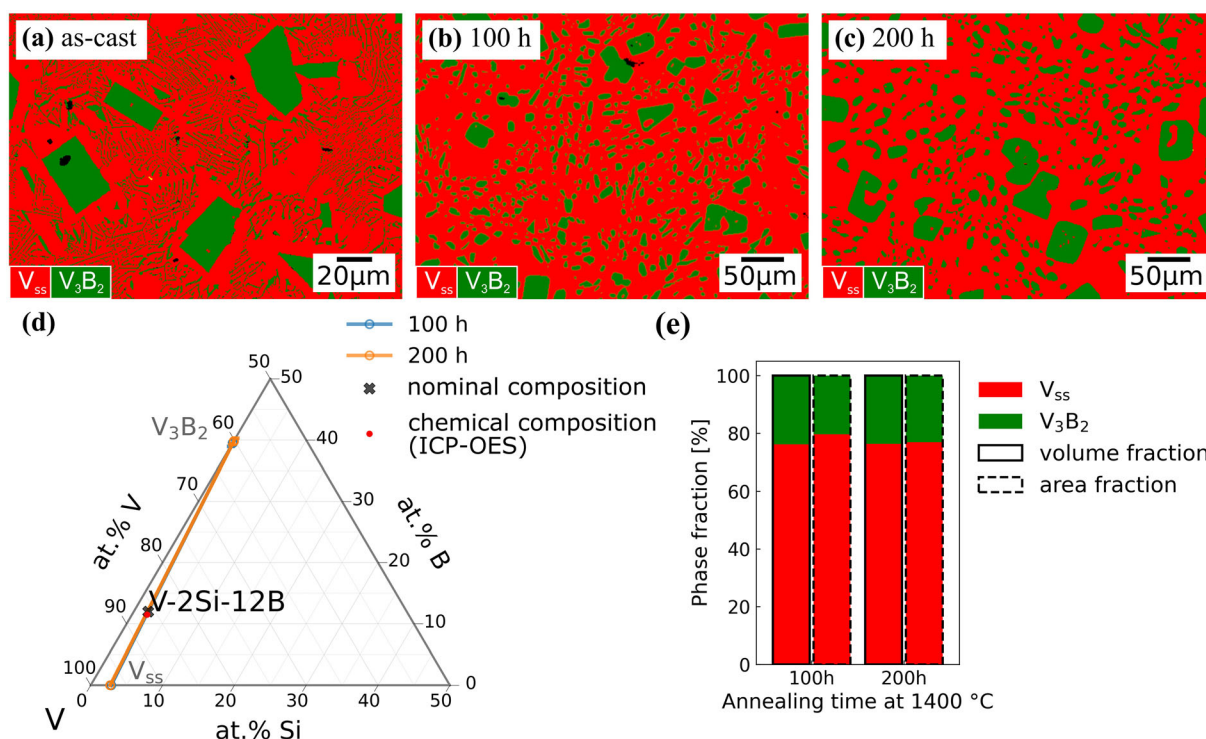 (a) as-cast
(b) 100 h
(c) 200 h
20μm
50μm
50μm
Vss V₃B₂
Vss V₃B₂
Vss V₃B₂
(d)
100 h
200 h
nominal composition
chemical composition
(ICP-OES)
50
50
V₃B₂
60
40
70
30
80
20
90
10
100
0
at.% V
at.% B
V-2Si-12B
Vss
0
10
20
30
40
50
V
at.% Si
(e)
100
80
60
40
20
0
Phase fraction [%]
100h
200h
Annealing time at 1400 °C
Vss
V₃B₂
volume fraction
area fraction